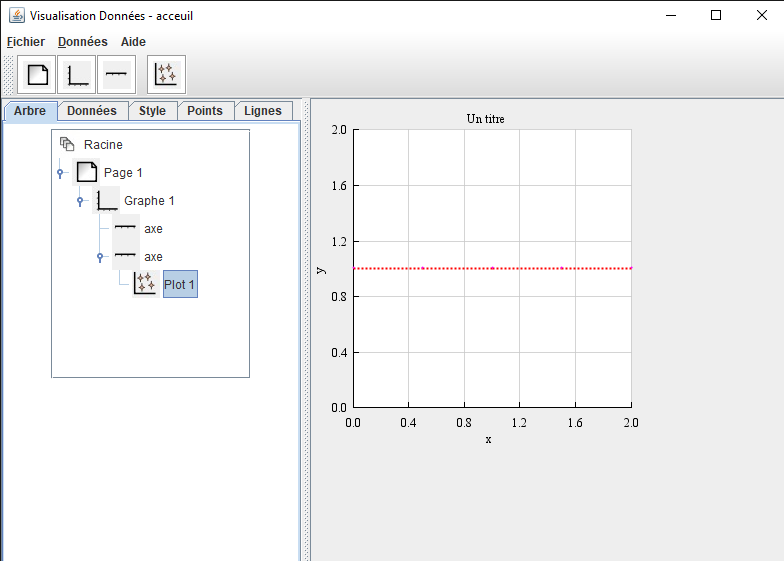 Visualisation Données - acceuil
Fichier Données Aide
Arbre Données Style Points Lignes
Racine
Page 1
Graphe 1
axe
axe
Plot 1
Un titre
2.0
1.6
1.2
y
0.8
0.4
0.0
0.0 0.4 0.8 1.2 1.6 2.0
x